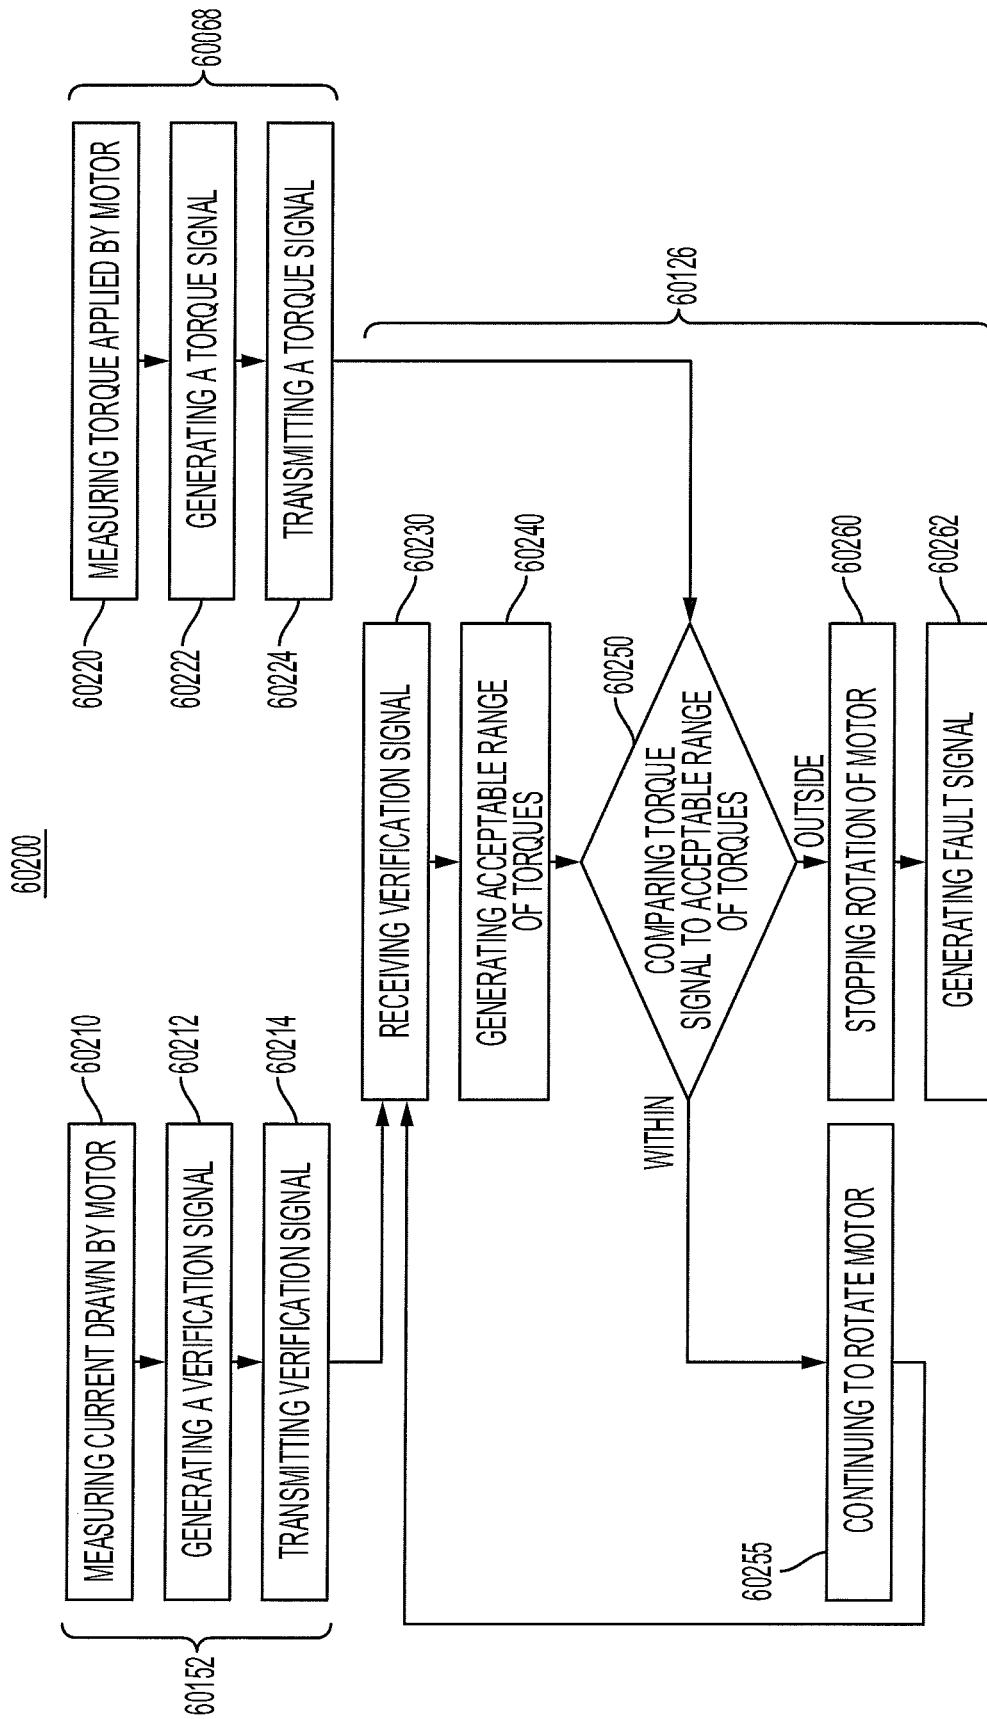 60200
60152
MEASURING CURRENT DRAWN BY MOTOR
60210
GENERATING A VERIFICATION SIGNAL
60212
TRANSMITTING VERIFICATION SIGNAL
60214
60220
MEASURING TORQUE APPLIED BY MOTOR
60222
GENERATING A TORQUE SIGNAL
60224
TRANSMITTING A TORQUE SIGNAL
60068
RECEIVING VERIFICATION SIGNAL
60230
GENERATING ACCEPTABLE RANGE
OF TORQUES
60240
60126
60250
COMPARING TORQUE
SIGNAL TO ACCEPTABLE RANGE
OF TORQUES
WITHIN
OUTSIDE
60255
CONTINUING TO ROTATE MOTOR
STOPPING ROTATION OF MOTOR
60260
GENERATING FAULT SIGNAL
60262